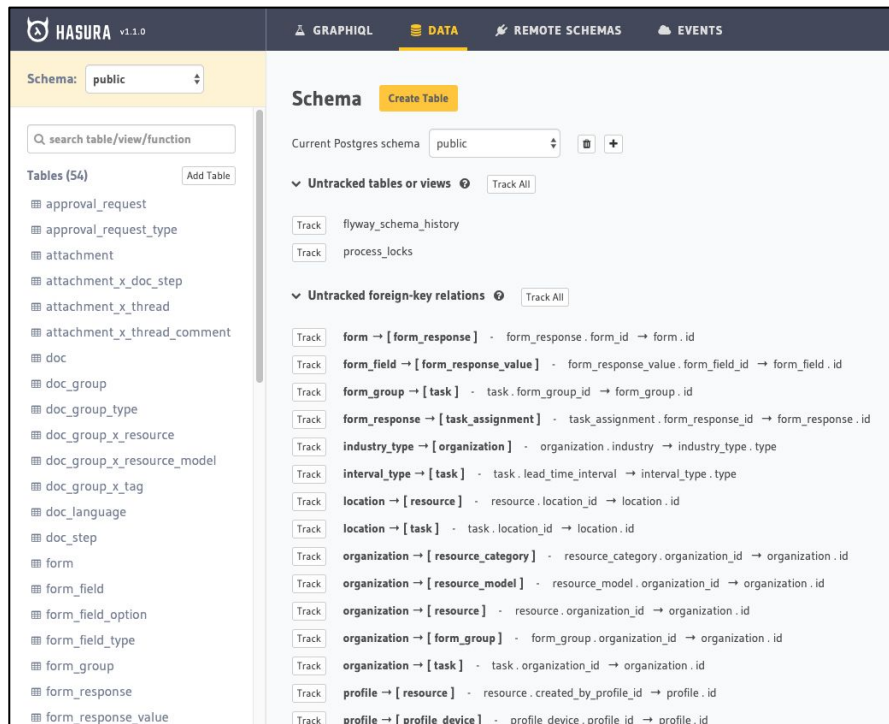 HASURA v1.1.0
GRAPHIQL
DATA
REMOTE SCHEMAS
EVENTS
Schema: public
search table/view/function
Tables (54) Add Table
approval_request
approval_request_type
attachment
attachment_x_doc_step
attachment_x_thread
attachment_x_thread_comment
doc
doc_group
doc_group_type
doc_group_x_resource
doc_group_x_resource_model
doc_group_x_tag
doc_language
doc_step
form
form_field
form_field_option
form_field_type
form_group
form_response
form_response_value
Schema Create Table
Current Postgres schema public
Untracked tables or views Track All
Track flyway_schema_history
Track process_locks
Untracked foreign-key relations Track All
Track form → [ form_response ] - form_response . form_id → form . id
Track form_field → [ form_response_value ] - form_response_value . form_field_id → form_field . id
Track form_group → [ task ] - task . form_group_id → form_group . id
Track form_response → [ task_assignment ] - task_assignment . form_response_id → form_response . id
Track industry_type → [ organization ] - organization . industry → industry_type . type
Track interval_type → [ task ] - task . lead_time_interval → interval_type . type
Track location → [ resource ] - resource . location_id → location . id
Track location → [ task ] - task . location_id → location . id
Track organization → [ resource_category ] - resource_category . organization_id → organization . id
Track organization → [ resource_model ] - resource_model . organization_id → organization . id
Track organization → [ resource ] - resource . organization_id → organization . id
Track organization → [ form_group ] - form_group . organization_id → organization . id
Track organization → [ task ] - task . organization_id → organization . id
Track profile → [ resource ] - resource . created_by_profile_id → profile . id
Track profile → [ profile_device ] - profile_device . profile_id → profile . id